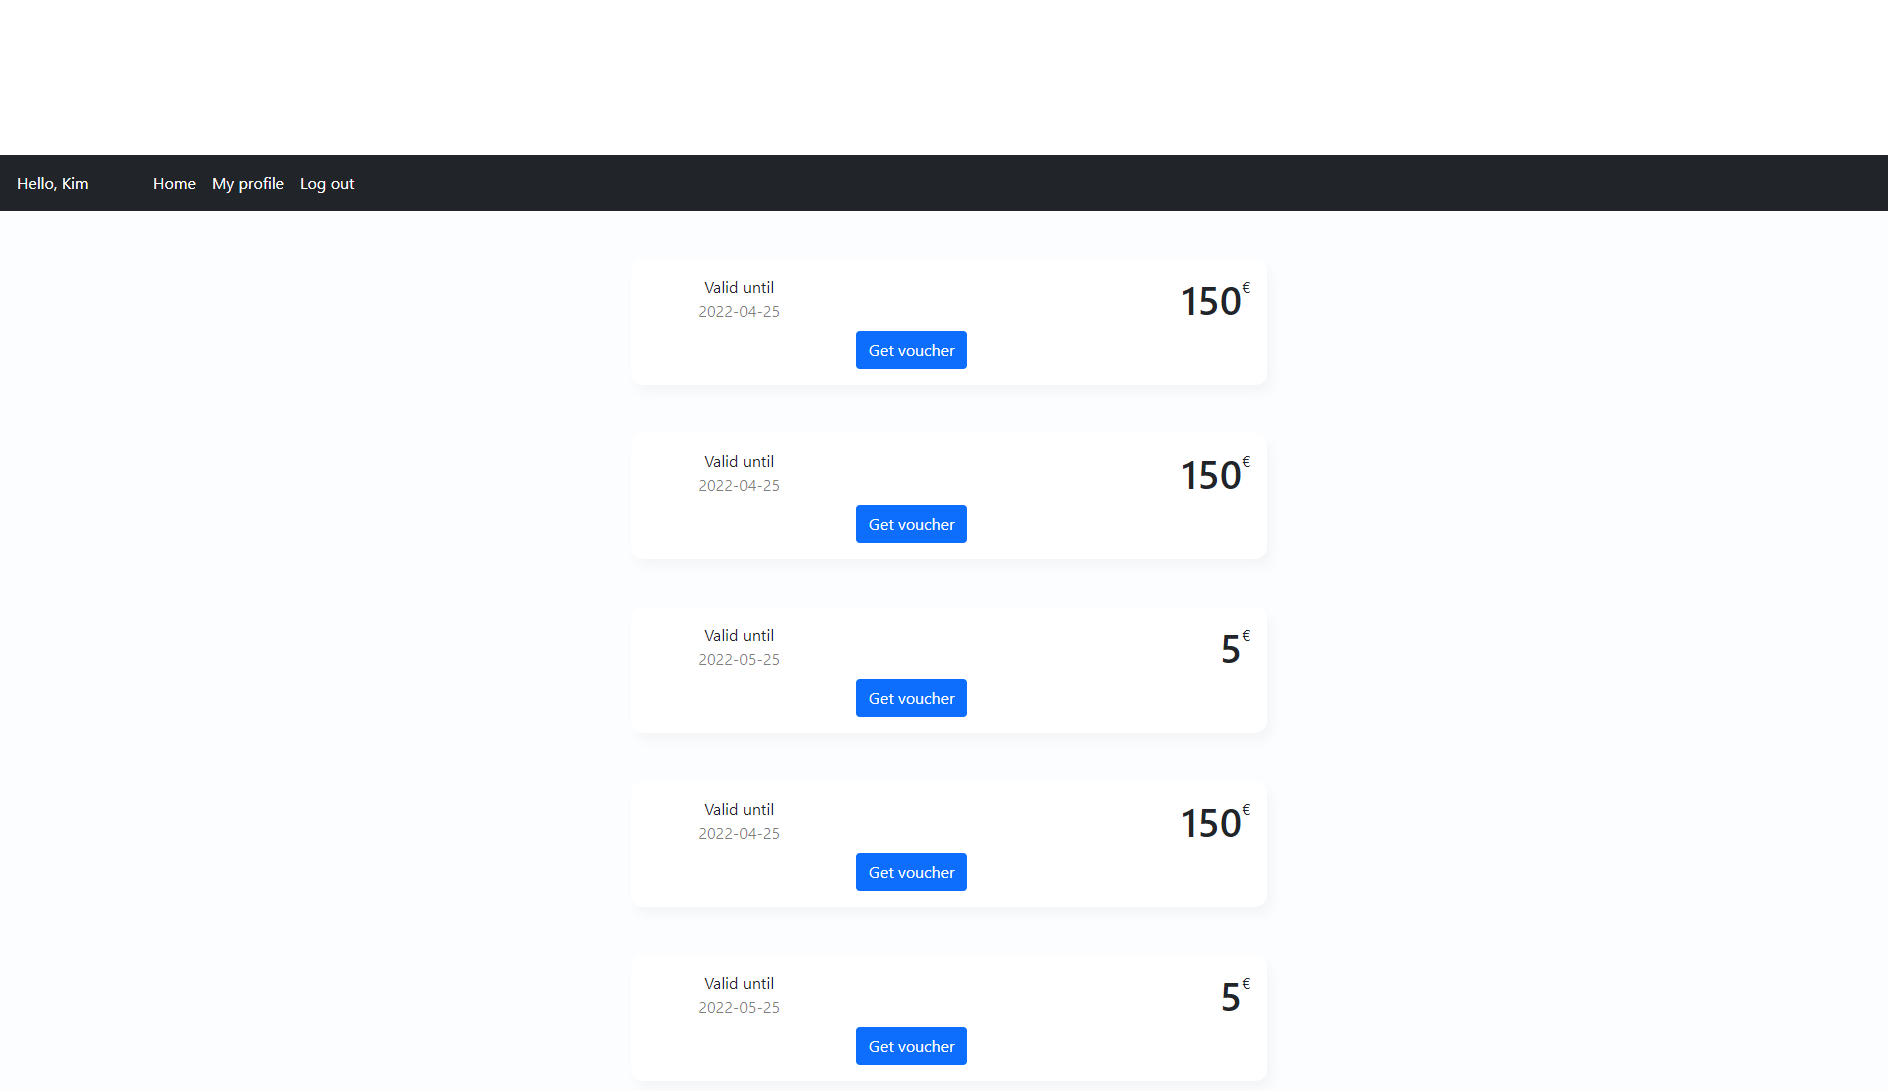 Hello, Kim Home My profile Log out
Valid until 150€
2022-04-25
Get voucher
Valid until 150€
2022-04-25
Get voucher
Valid until 5€
2022-05-25
Get voucher
Valid until 150€
2022-04-25
Get voucher
Valid until 5€
2022-05-25
Get voucher